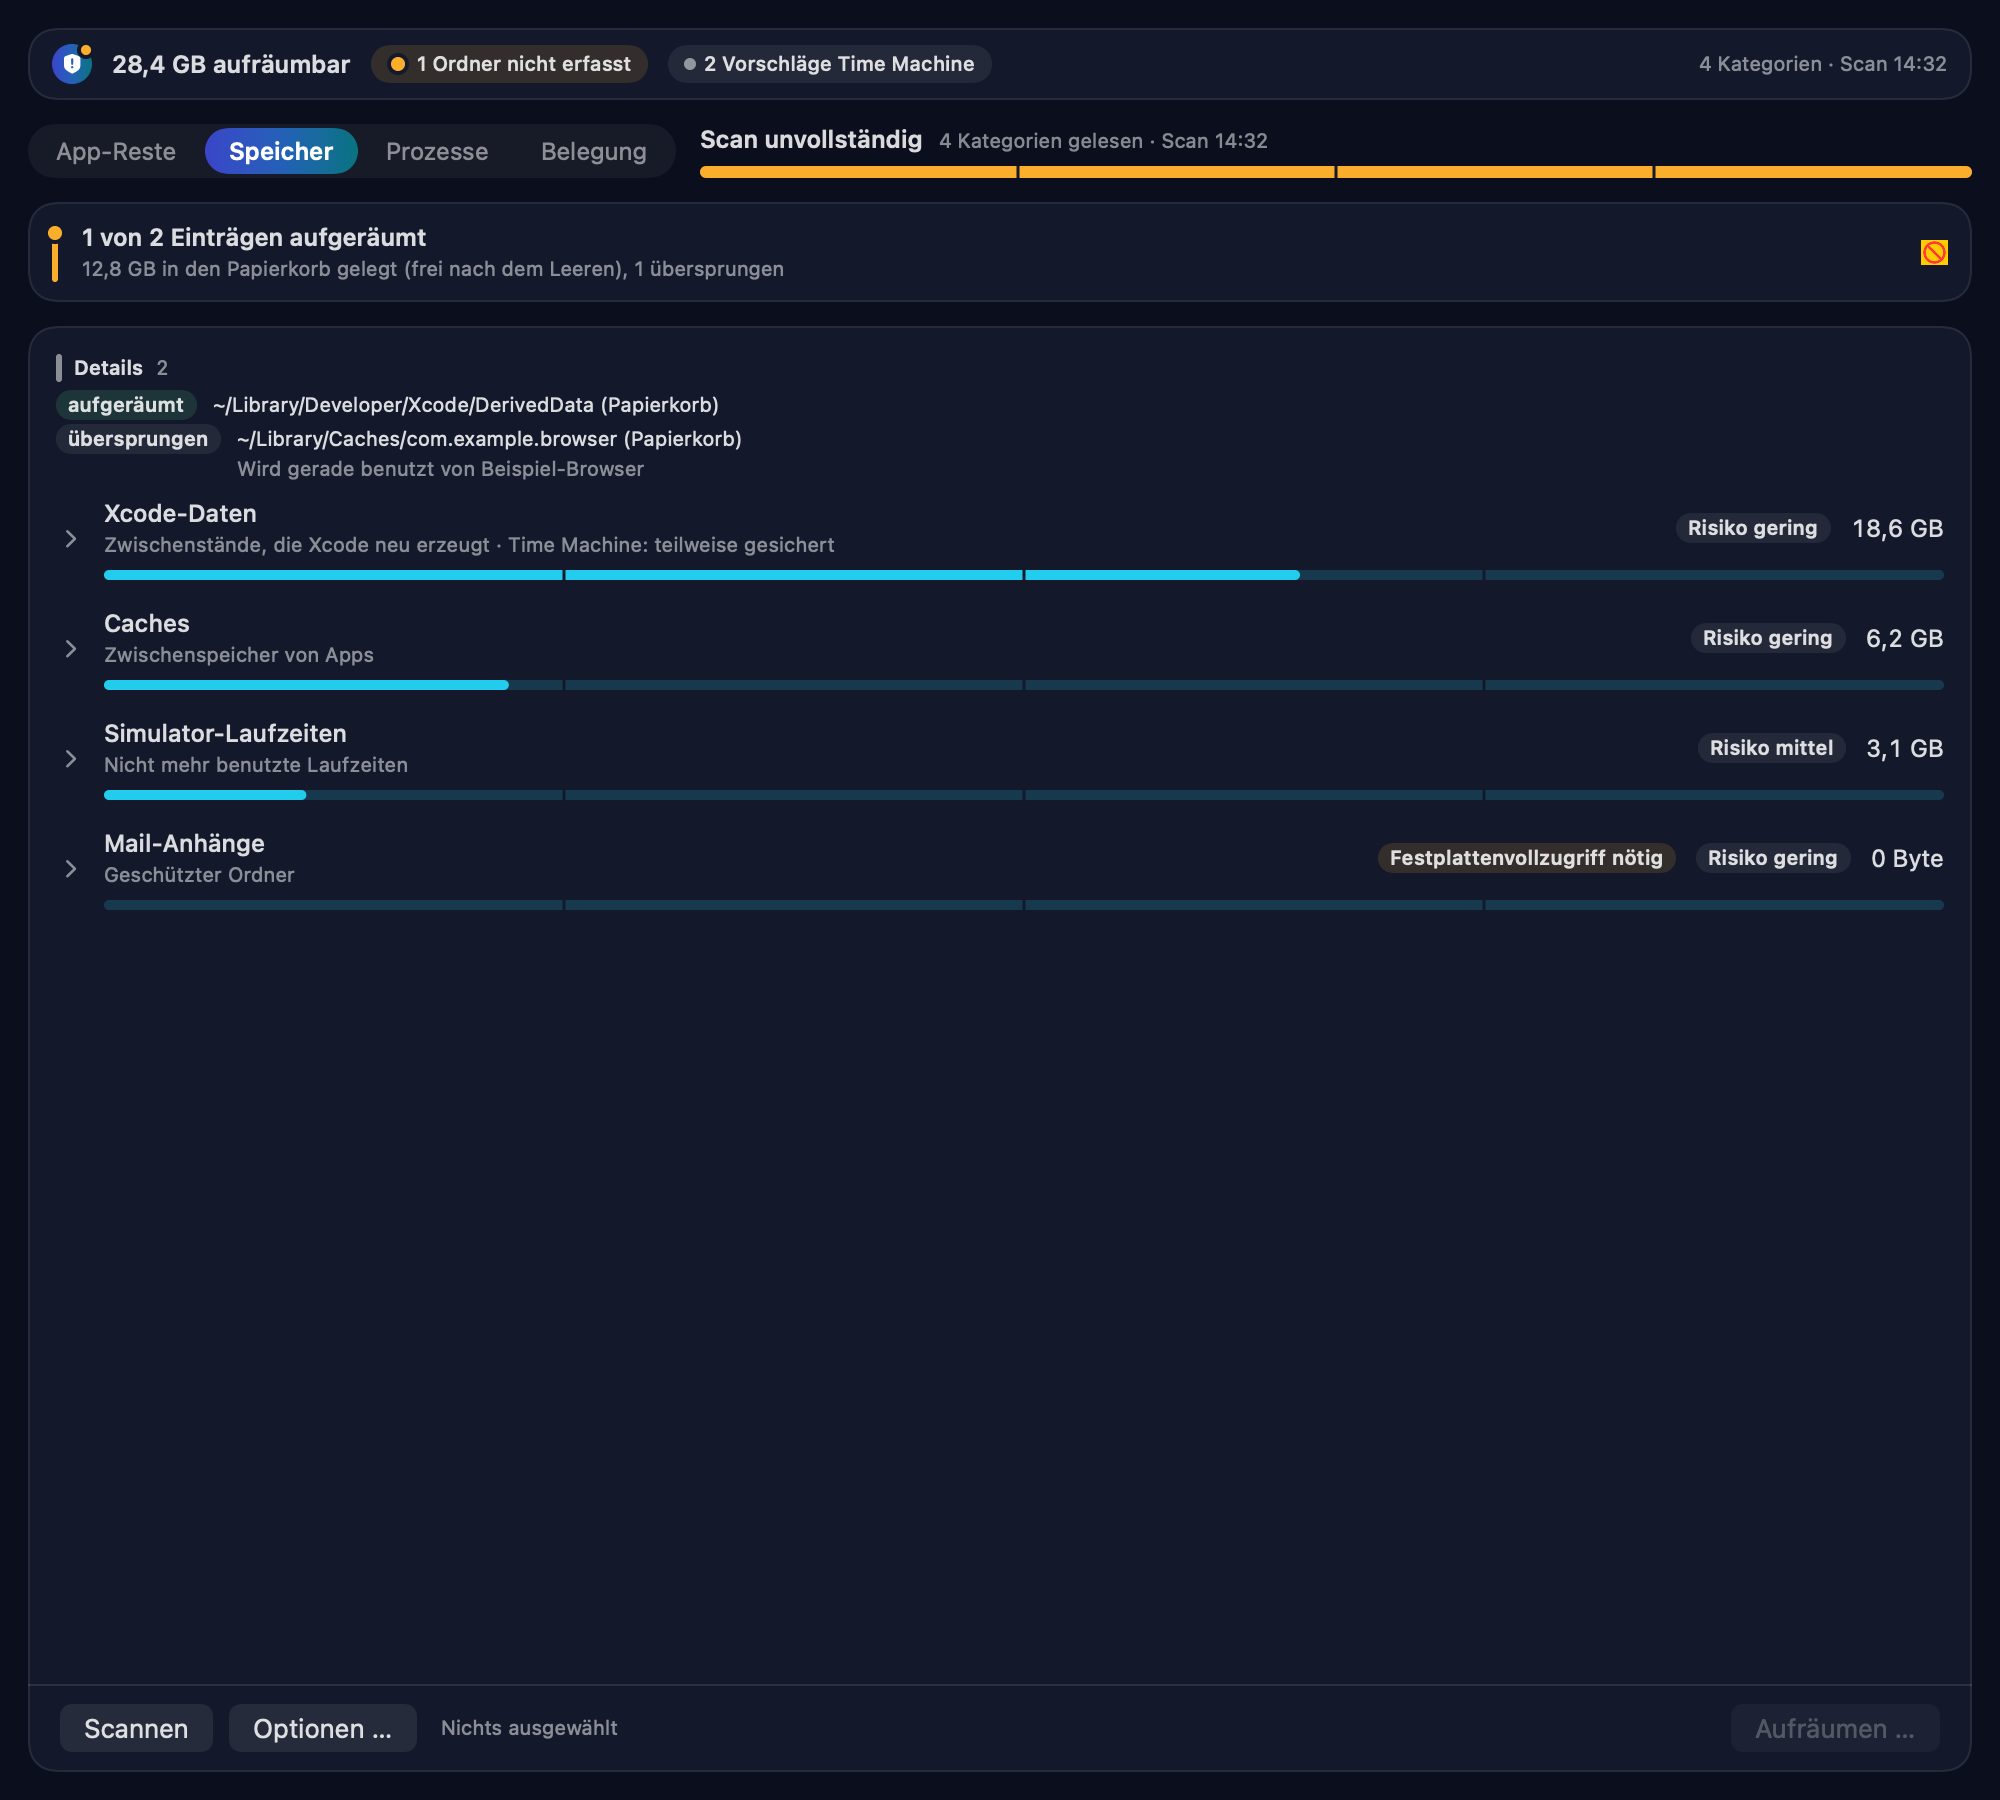 28,4 GB aufräumbar
1 Ordner nicht erfasst
2 Vorschläge Time Machine
4 Kategorien · Scan 14:32
App-Reste
Speicher
Prozesse
Belegung
Scan unvollständig
4 Kategorien gelesen · Scan 14:32
1 von 2 Einträgen aufgeräumt
12,8 GB in den Papierkorb gelegt (frei nach dem Leeren), 1 übersprungen
Details 2
aufgeräumt ~/Library/Developer/Xcode/DerivedData (Papierkorb)
übersprungen ~/Library/Caches/com.example.browser (Papierkorb)
Wird gerade benutzt von Beispiel-Browser
Xcode-Daten
Zwischenstände, die Xcode neu erzeugt · Time Machine: teilweise gesichert
Risiko gering 18,6 GB
Caches
Zwischenspeicher von Apps
Risiko gering 6,2 GB
Simulator-Laufzeiten
Nicht mehr benutzte Laufzeiten
Risiko mittel 3,1 GB
Mail-Anhänge
Geschützter Ordner
Festplattenvollzugriff nötig Risiko gering 0 Byte
Scannen
Optionen ...
Nichts ausgewählt
Aufräumen ...